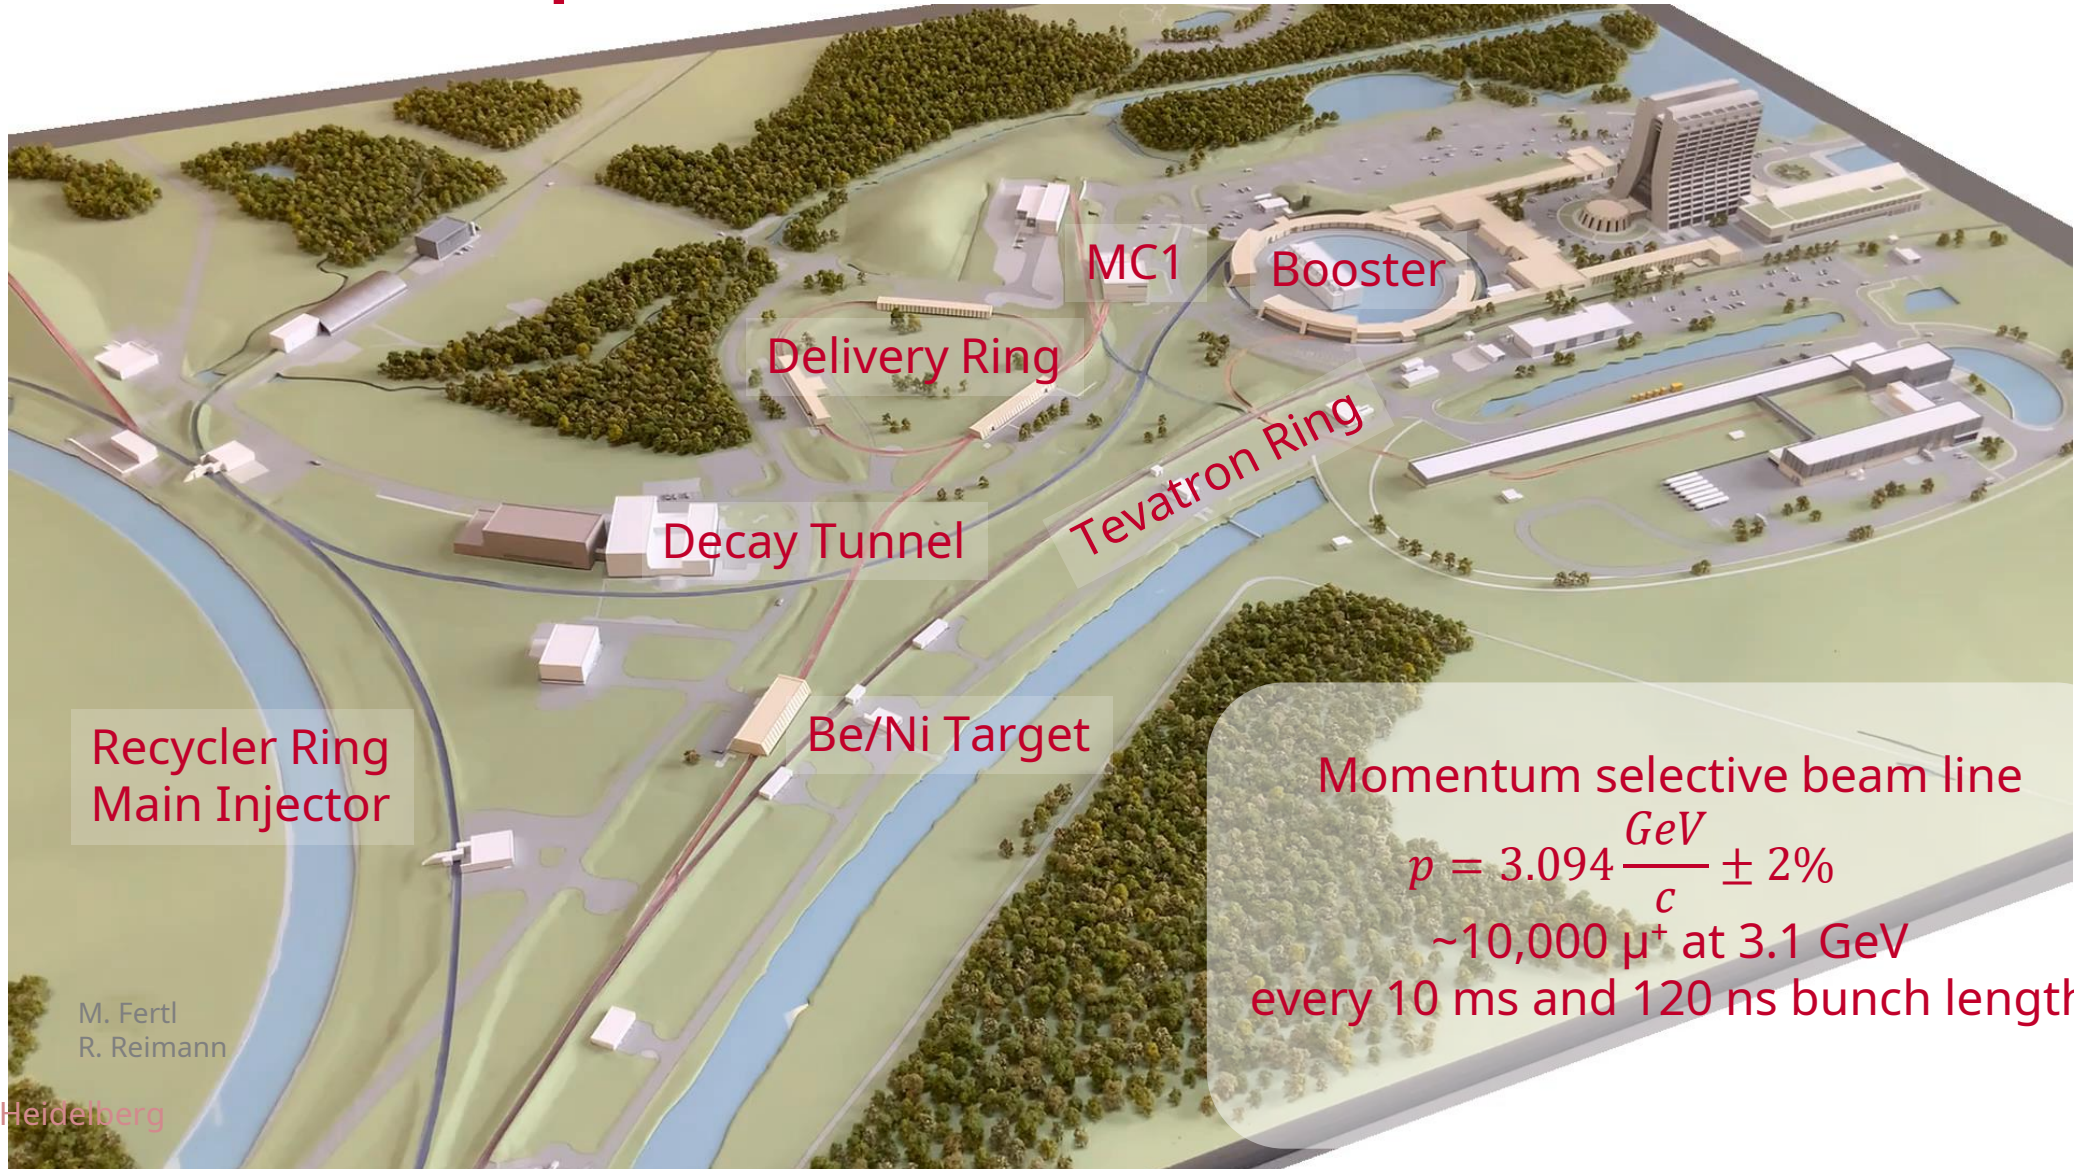 MC1
Booster
Delivery Ring
Tevatron Ring
Decay Tunnel
Be/Ni Target
Recycler Ring
Main Injector
Momentum selective beam line
p = 3.094 GeV/c ± 2%
~10,000 μ⁺ at 3.1 GeV
every 10 ms and 120 ns bunch length
M. Fertl
R. Reimann
Heidelberg